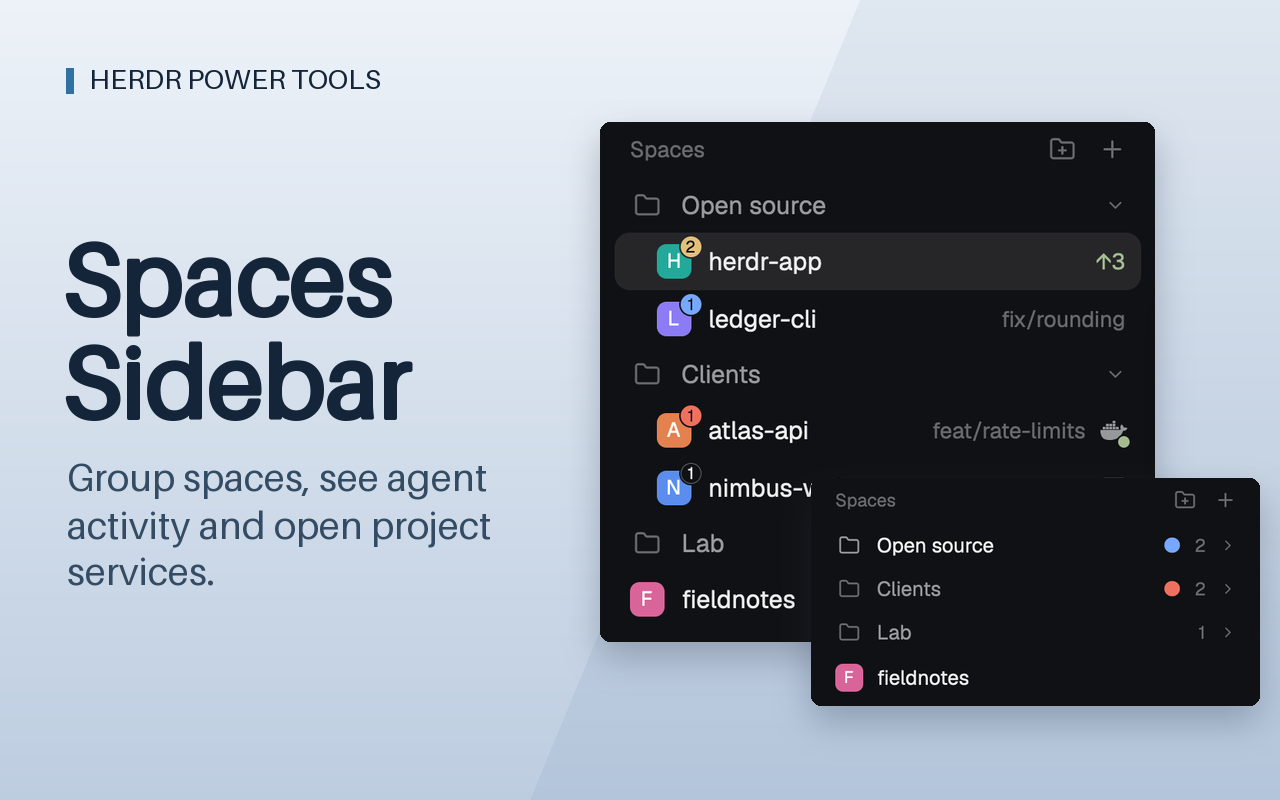 HERDR POWER TOOLS
Spaces
Sidebar
Group spaces, see agent
activity and open project
services.
Spaces
Open source
H 2 herdr-app ↑3
L 1 ledger-cli fix/rounding
Clients
A 1 atlas-api feat/rate-limits
N 1 nimbus-
Lab
F fieldnotes
Spaces
Open source 2
Clients 2
Lab 1
F fieldnotes